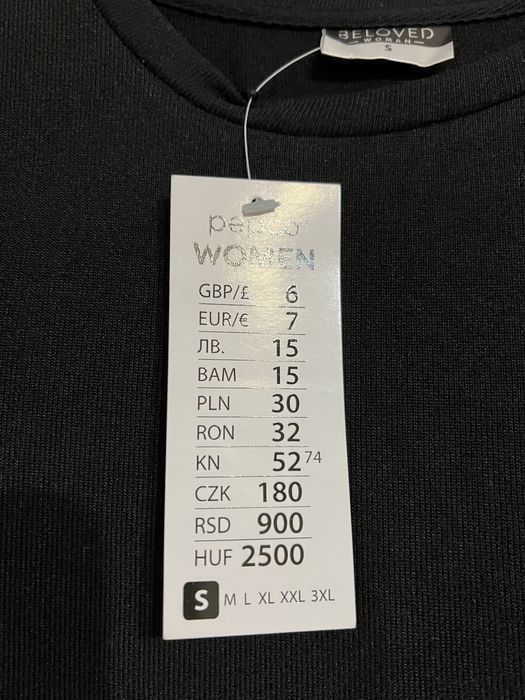 BELOVED
WOMAN
S
pepco
WOMEN
GBP/£ 6
EUR/€ 7
ЛВ. 15
BAM 15
PLN 30
RON 32
KN 52 74
CZK 180
RSD 900
HUF 2500
S M L XL XXL 3XL